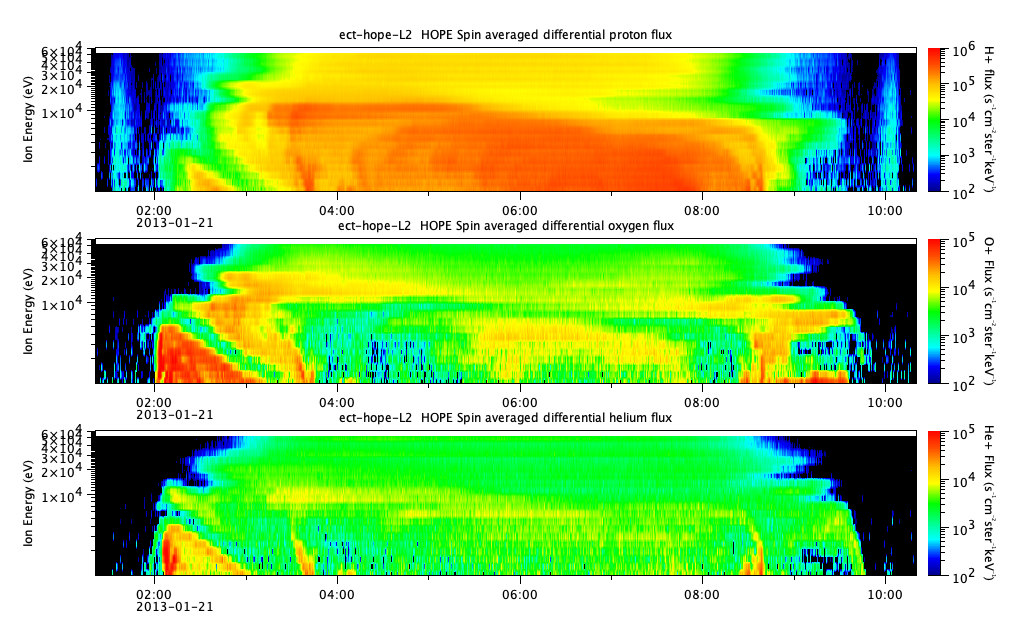 ect-hope-L2 HOPE Spin averaged differential proton flux
Ion Energy (eV)
6×10⁴
5×10⁴
4×10⁴
3×10⁴
2×10⁴
1×10⁴
10⁶
10⁵
10⁴
10³
10²
H+ flux (s⁻¹cm⁻²ster⁻¹keV⁻¹)
02:00 04:00 06:00 08:00 10:00
2013-01-21
ect-hope-L2 HOPE Spin averaged differential oxygen flux
Ion Energy (eV)
6×10⁴
5×10⁴
4×10⁴
3×10⁴
2×10⁴
1×10⁴
10⁵
10⁴
10³
10²
O+ Flux (s⁻¹cm⁻²ster⁻¹keV⁻¹)
02:00 04:00 06:00 08:00 10:00
2013-01-21
ect-hope-L2 HOPE Spin averaged differential helium flux
Ion Energy (eV)
6×10⁴
5×10⁴
4×10⁴
3×10⁴
2×10⁴
1×10⁴
10⁵
10⁴
10³
10²
He+ Flux (s⁻¹cm⁻²ster⁻¹keV⁻¹)
02:00 04:00 06:00 08:00 10:00
2013-01-21